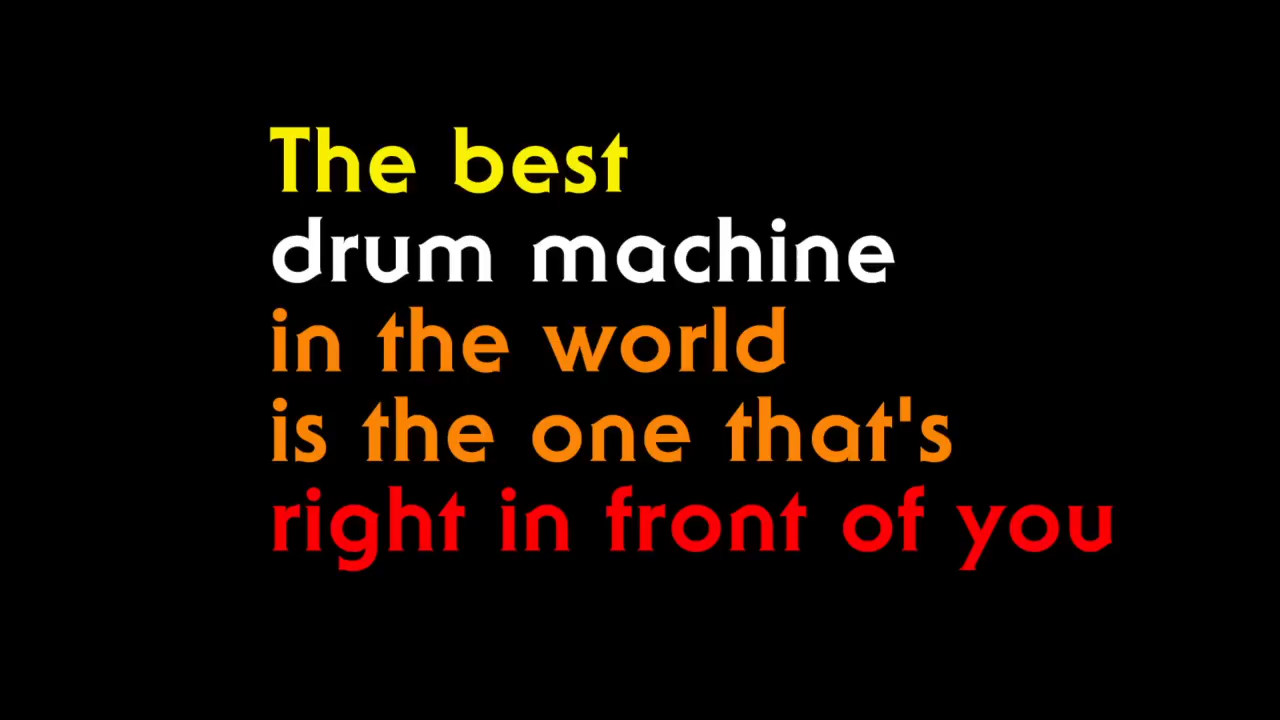 The best
drum machine
in the world
is the one that's
right in front of you